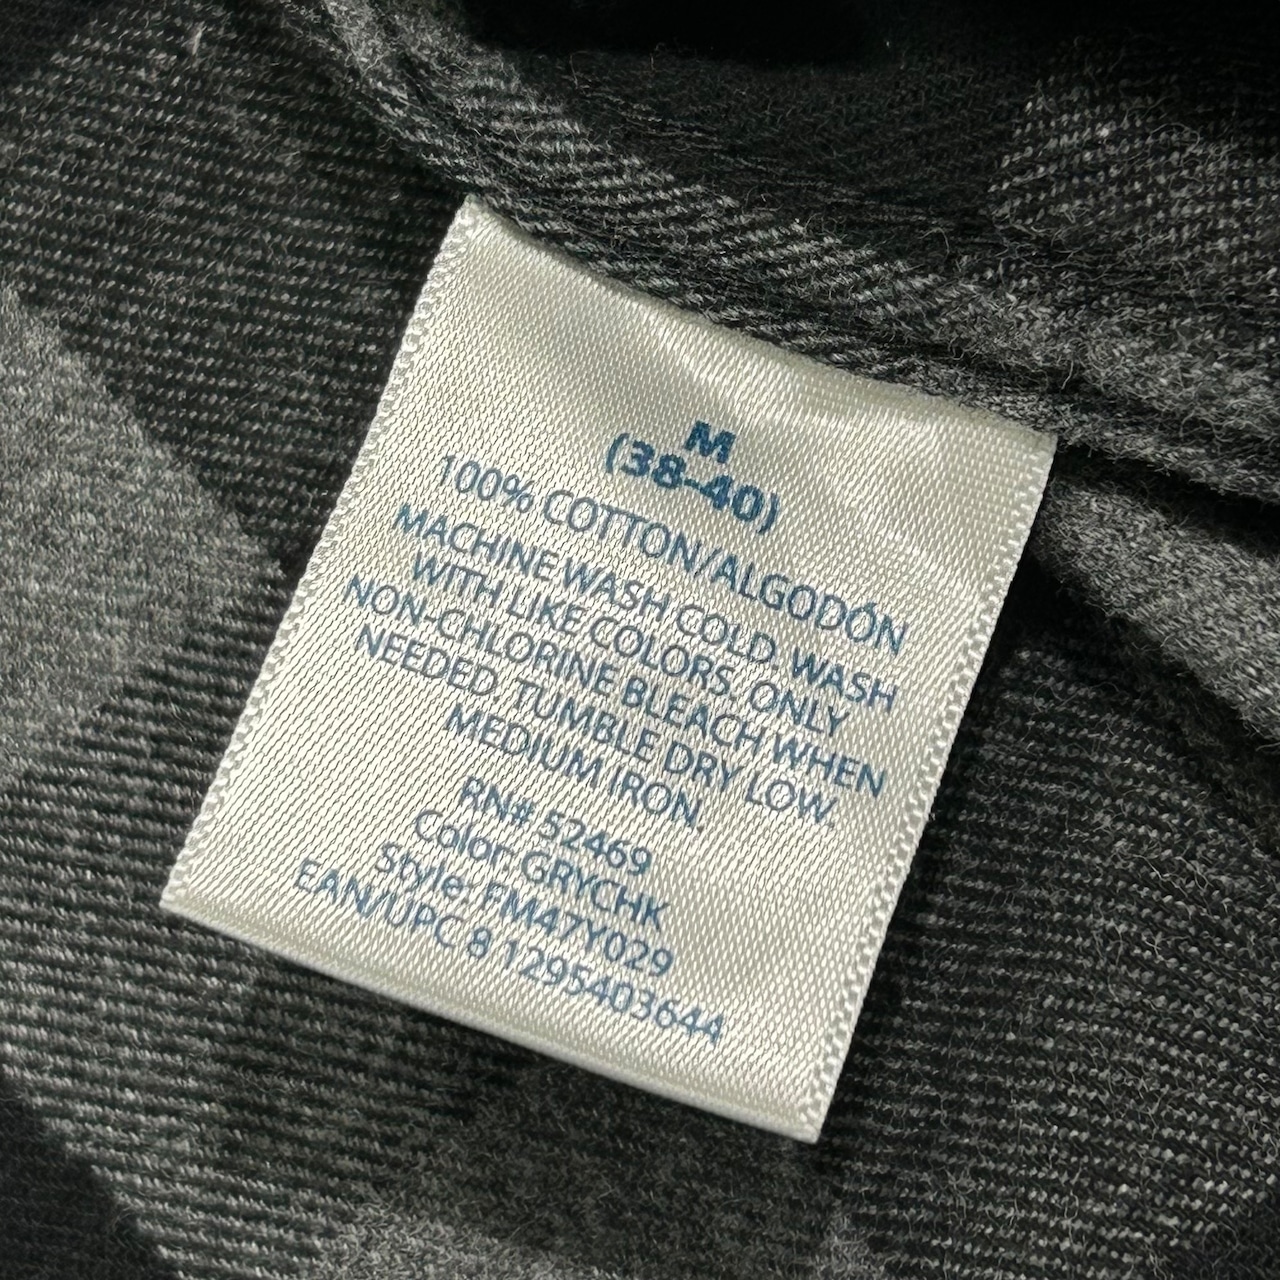 M
(38-40)
100% COTTON/ALGODÓN
MACHINE WASH COLD. WASH
WITH LIKE COLORS. ONLY
NON-CHLORINE BLEACH WHEN
NEEDED. TUMBLE DRY LOW.
MEDIUM IRON.
RN# 52469
Color: GRYCHK
Style: FM47Y029
EAN/UPC 8 1295403644